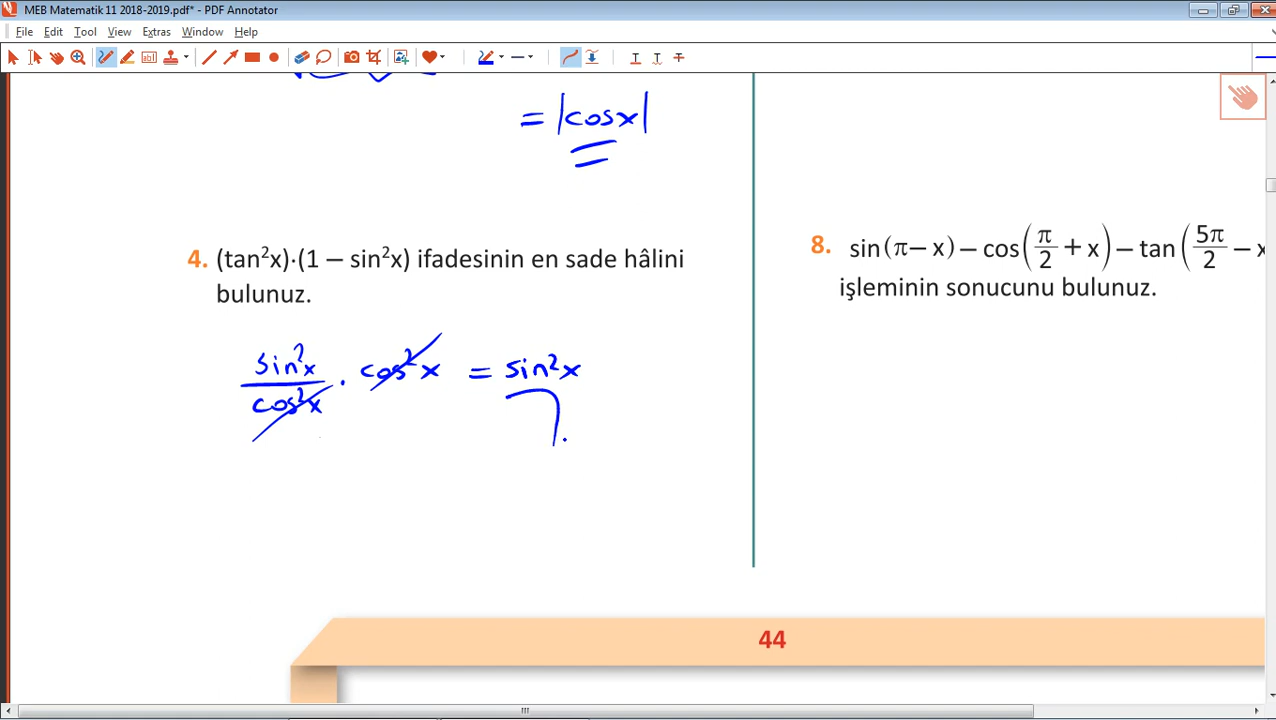 MEB Matematik 11 2018-2019.pdf* - PDF Annotator
File Edit Tool View Extras Window Help
= |cosx|
4. (tan²x)·(1 − sin²x) ifadesinin en sade hâlini
bulunuz.
sin²x / cos²x · cos²x = sin²x
8. sin(π− x) − cos(π/2 + x) − tan(5π/2 − x
işleminin sonucunu bulunuz.
44